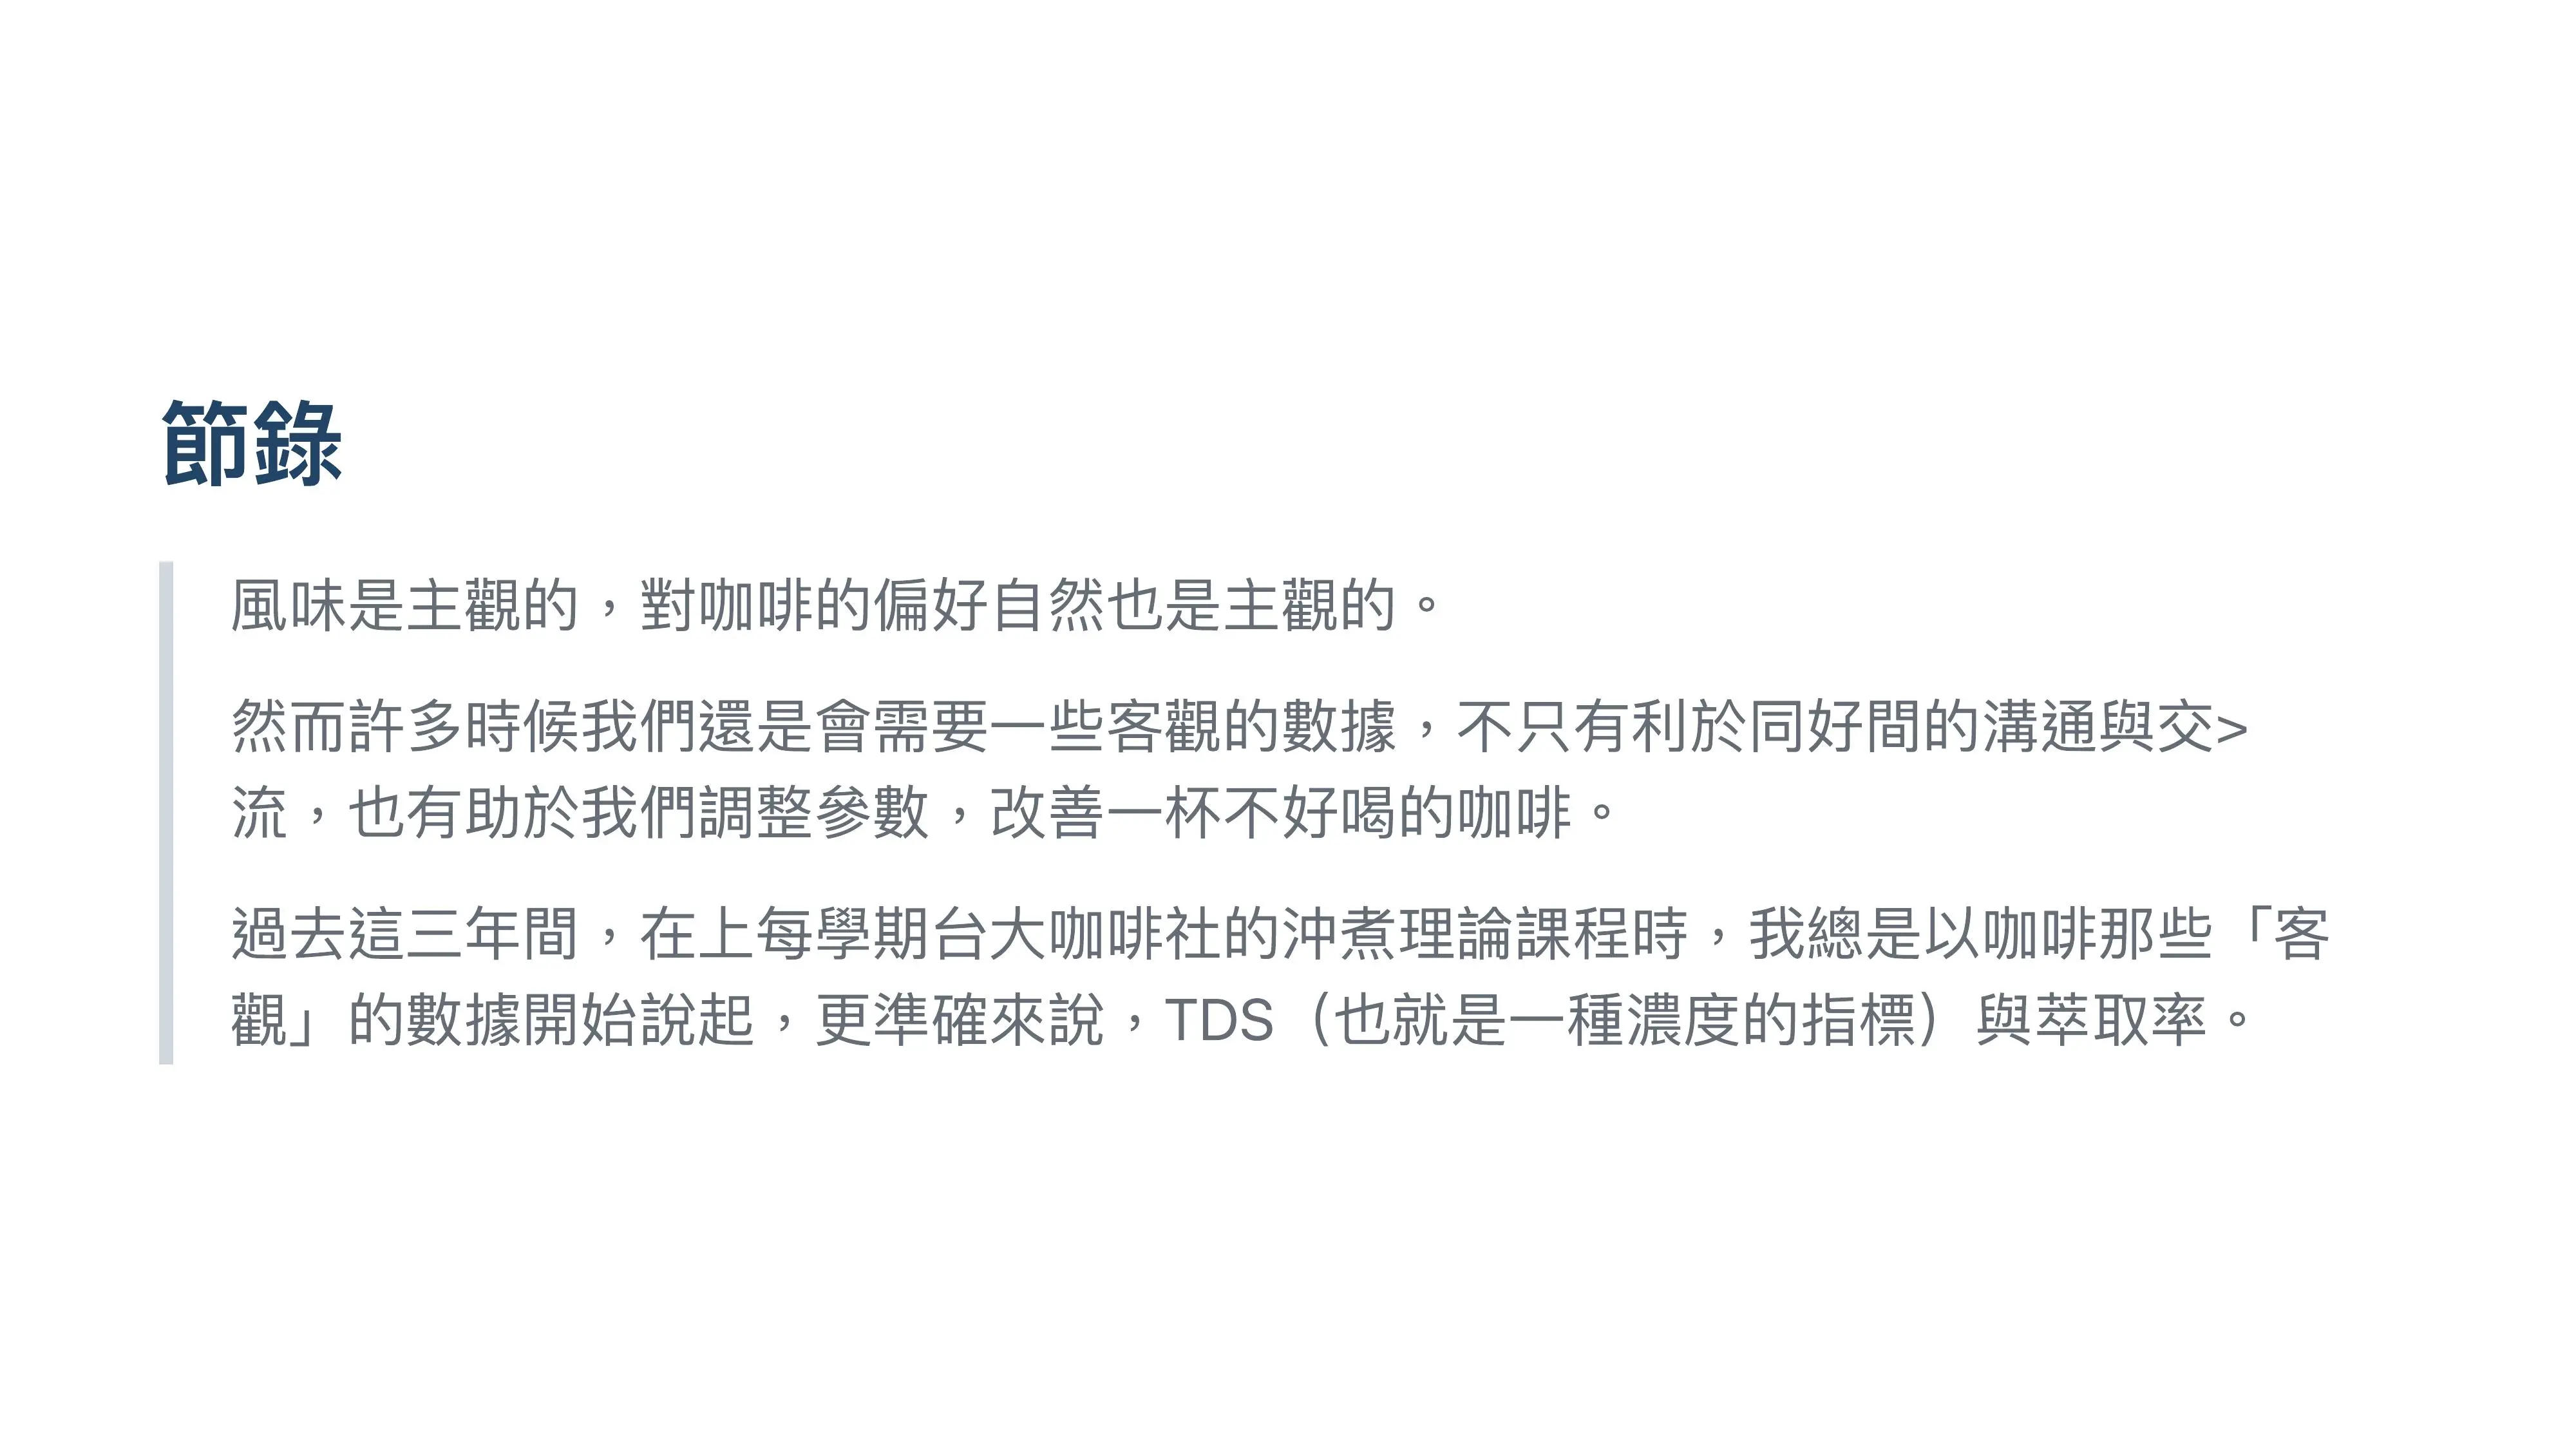 節錄
風味是主觀的，對咖啡的偏好自然也是主觀的。
然而許多時候我們還是會需要一些客觀的數據，不只有利於同好間的溝通與交>
流，也有助於我們調整參數，改善一杯不好喝的咖啡。
過去這三年間，在上每學期台大咖啡社的沖煮理論課程時，我總是以咖啡那些「客
觀」的數據開始說起，更準確來說，TDS（也就是一種濃度的指標）與萃取率。